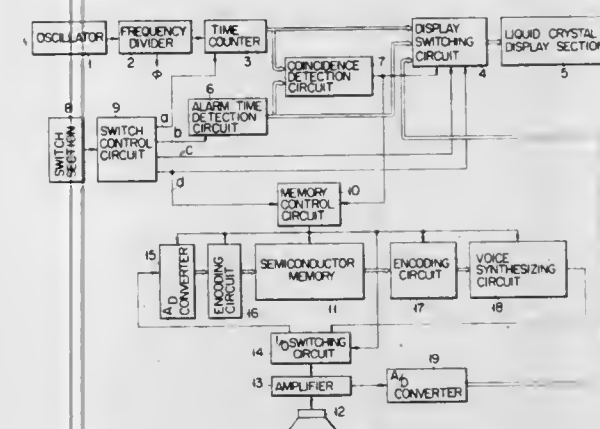 OSCILLATOR
1
FREQUENCY
DIVIDER
2
Φ
TIME
COUNTER
3
DISPLAY
SWITCHING
CIRCUIT
4
LIQUID CRYSTAL
DISPLAY SECTION
5
COINCIDENCE
DETECTION
CIRCUIT
7
6
ALARM TIME
DETECTION
CIRCUIT
8
SWITCH
SECTION
9
SWITCH
CONTROL
CIRCUIT
a
b
c
d
MEMORY
CONTROL
CIRCUIT
10
15
A/D
CONVERTER
ENCODING
CIRCUIT
16
SEMICONDUCTOR
MEMORY
11
ENCODING
CIRCUIT
17
VOICE
SYNTHESIZING
CIRCUIT
18
I/O SWITCHING
CIRCUIT
14
13
AMPLIFIER
19
A/D
CONVERTER
12